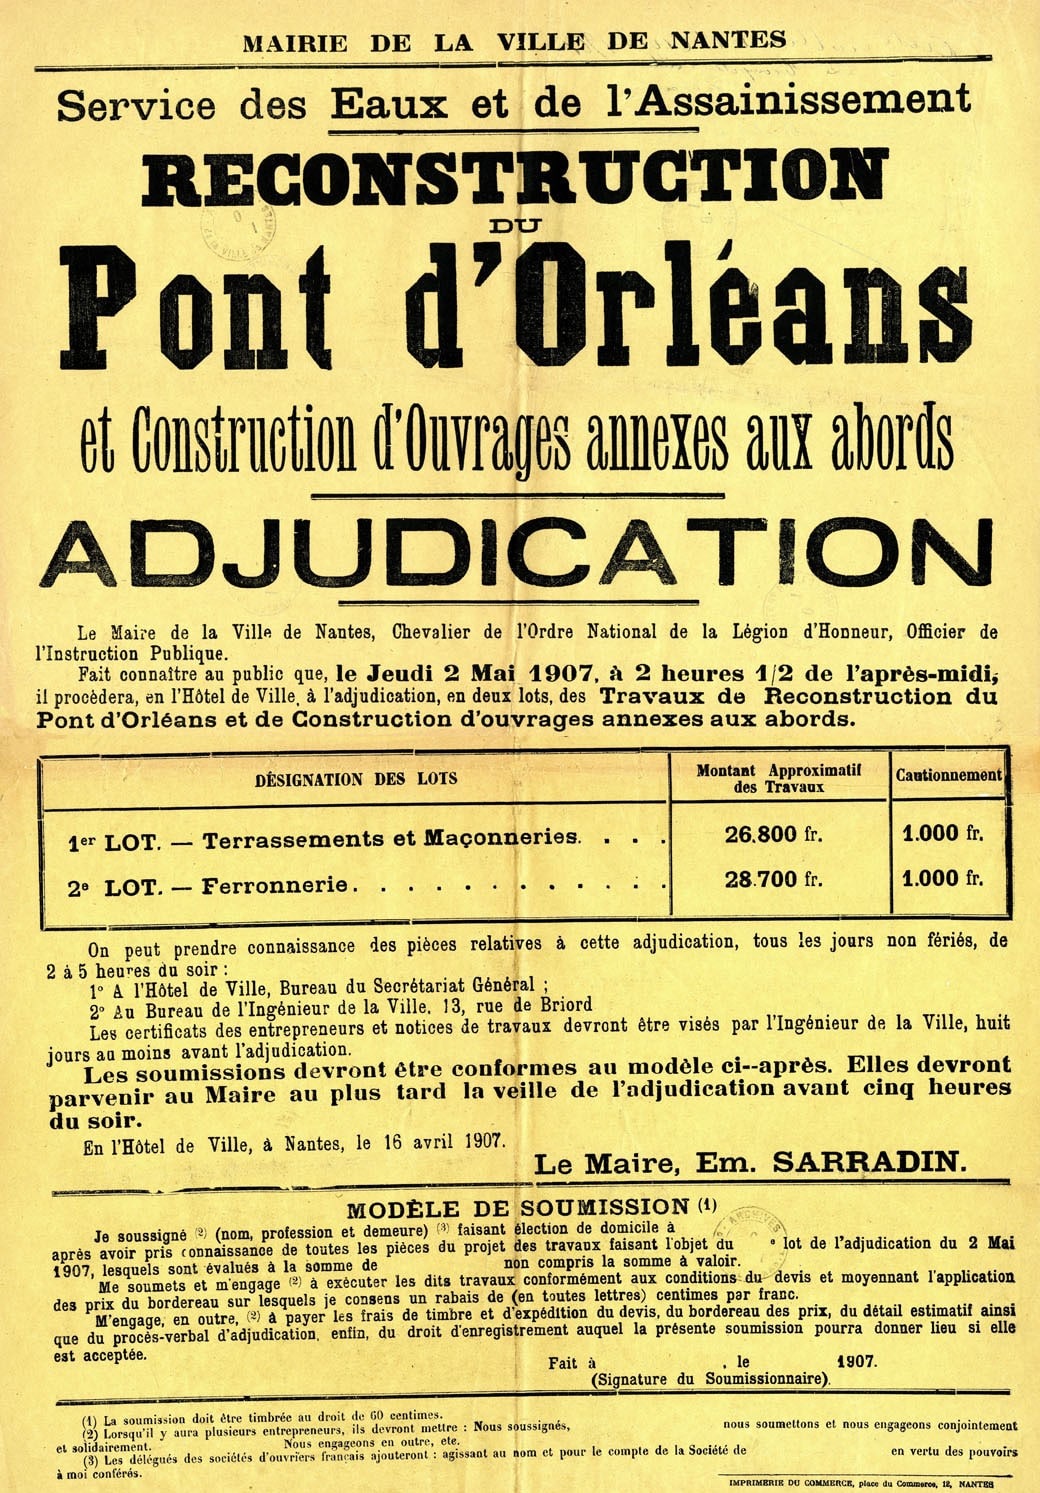 MAIRIE DE LA VILLE DE NANTES
Service des Eaux et de l'Assainissement
RECONSTRUCTION
DU
Pont d'Orléans
et Construction d'Ouvrages annexes aux abords
ADJUDICATION
Le Maire de la Ville de Nantes, Chevalier de l'Ordre National de la Légion d'Honneur, Officier de
l'Instruction Publique.
Fait connaître au public que, le Jeudi 2 Mai 1907, à 2 heures 1/2 de l'après-midi,
il procèdera, en l'Hôtel de Ville, à l'adjudication, en deux lots, des Travaux de Reconstruction du
Pont d'Orléans et de Construction d'ouvrages annexes aux abords.
DÉSIGNATION DES LOTS
Montant Approximatif
des Travaux
Cautionnement
1er LOT. — Terrassements et Maçonneries. . . . 26.800 fr. 1.000 fr.
2e LOT. — Ferronnerie. . . . . . . . . . . . . 28.700 fr. 1.000 fr.
On peut prendre connaissance des pièces relatives à cette adjudication, tous les jours non fériés, de
2 à 5 heures du soir :
1° A l'Hôtel de Ville, Bureau du Secrétariat Général ;
2° Au Bureau de l'Ingénieur de la Ville, 13, rue de Briord
Les certificats des entrepreneurs et notices de travaux devront être visés par l'Ingénieur de la Ville, huit
jours au moins avant l'adjudication.
Les soumissions devront être conformes au modèle ci--après. Elles devront
parvenir au Maire au plus tard la veille de l'adjudication avant cinq heures
du soir.
En l'Hôtel de Ville, à Nantes, le 16 avril 1907.
Le Maire, Em. SARRADIN.
MODÈLE DE SOUMISSION (1)
Je soussigné (2) (nom, profession et demeure) (3) faisant élection de domicile à
après avoir pris connaissance de toutes les pièces du projet des travaux faisant l'objet du e lot de l'adjudication du 2 Mai
1907, lesquels sont évalués à la somme de non compris la somme à valoir.
Me soumets et m'engage (2) à exécuter les dits travaux conformément aux conditions du devis et moyennant l'application
des prix du bordereau sur lesquels je consens un rabais de (en toutes lettres) centimes par franc.
M'engage, en outre, (2) à payer les frais de timbre et d'expédition du devis, du bordereau des prix, du détail estimatif ainsi
que du procès-verbal d'adjudication, enfin, du droit d'enregistrement auquel la présente soumission pourra donner lieu si elle
est acceptée.
Fait à , le 1907.
(Signature du Soumissionnaire).
(1) La soumission doit être timbrée au droit de 60 centimes.
(2) Lorsqu'il y aura plusieurs entrepreneurs, ils devront mettre : Nous soussignés, nous soumettons et nous engageons conjointement
et solidairement. Nous engageons en outre, etc.
(3) Les délégués des sociétés d'ouvriers français ajouteront : agissant au nom et pour le compte de la Société de en vertu des pouvoirs
à moi conférés.
IMPRIMERIE DU COMMERCE, place du Commerce, 12, NANTES